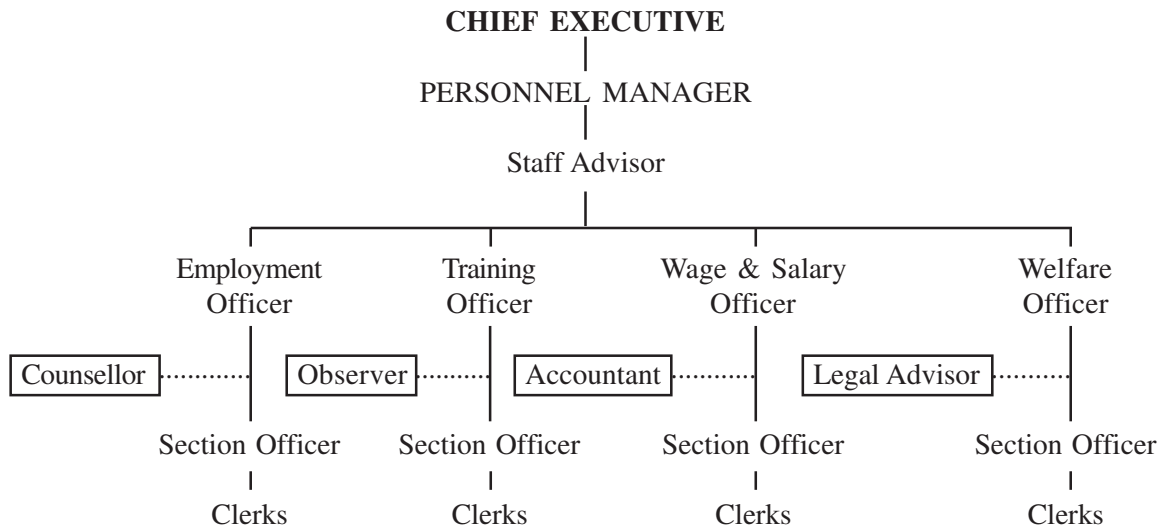 CHIEF EXECUTIVE
PERSONNEL MANAGER
Staff Advisor
Employment
Officer
Training
Officer
Wage & Salary
Officer
Welfare
Officer
Counsellor
Observer
Accountant
Legal Advisor
Section Officer
Section Officer
Section Officer
Section Officer
Clerks
Clerks
Clerks
Clerks